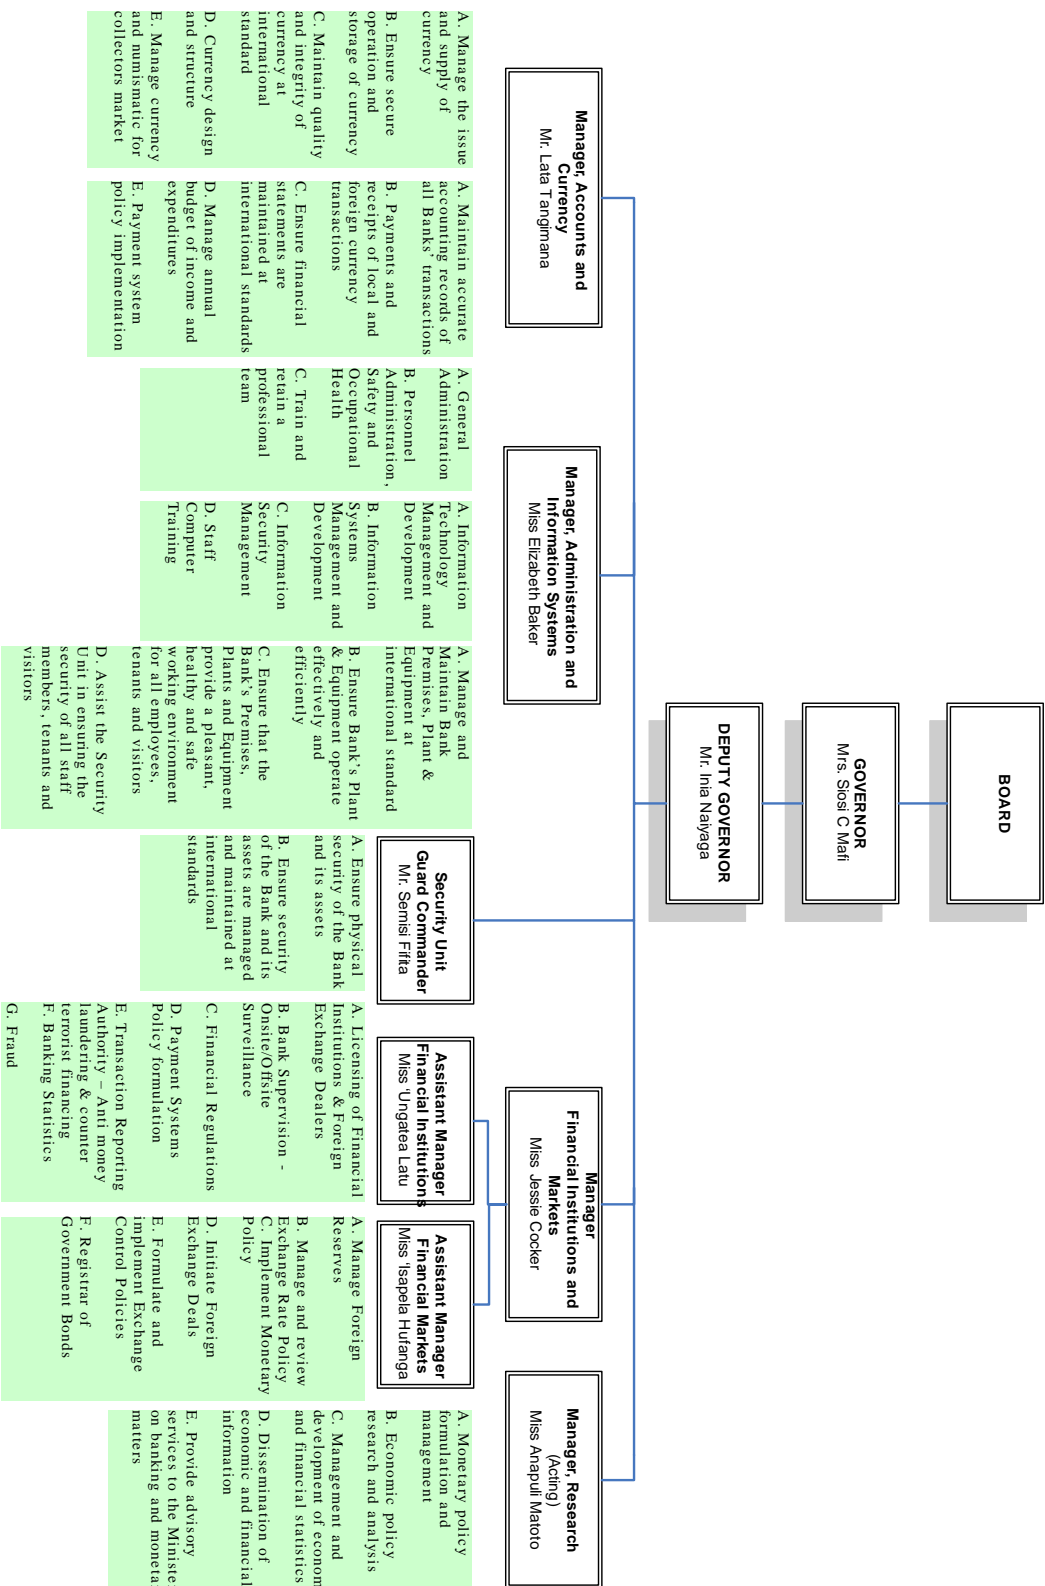 BOARD
GOVERNOR
Mrs. Siosi C Mafi
DEPUTY GOVERNOR
Mr. Inia Naiyaga
Manager, Accounts and
Currency
Mr. Lata Tangimana
Manager, Administration and
Information Systems
Miss Elizabeth Baker
Manager
Financial Institutions and
Markets
Miss Jessie Cocker
Manager, Research
(Acting)
Miss Anapuli Matoto
Security Unit
Guard Commander
Mr. Semisi Fifita
Assistant Manager
Financial Institutions
Miss 'Ungatea Latu
Assistant Manager
Financial Markets
Miss 'Isapela Hufanga
A. Manage the issue
and supply of
currency
B. Ensure secure
operation and
storage of currency
C. Maintain quality
and integrity of
currency at
international
standard
D. Currency design
and structure
E. Manage currency
and numismatic for
collectors market
A. Maintain accurate
accounting records of
all Banks' transactions
B. Payments and
receipts of local and
foreign currency
transactions
C. Ensure financial
statements are
maintained at
international standards
D. Manage annual
budget of income and
expenditures
E. Payment system
policy implementation
A. General
Administration
B. Personnel
Administration,
Safety and
Occupational
Health
C. Train and
retain a
professional
team
A. Information
Technology
Management and
Development
B. Information
Systems
Management and
Development
C. Information
Security
Management
D. Staff
Computer
Training
A. Manage and
Maintain Bank
Premises, Plant &
Equipment at
international standard
B. Ensure Bank's Plant
& Equipment operate
effectively and
efficiently
C. Ensure that the
Bank's Premises,
Plants and Equipment
provide a pleasant,
healthy and safe
working environment
for all employees,
tenants and visitors
D. Assist the Security
Unit in ensuring the
security of all staff
members, tenants and
visitors
A. Ensure physical
security of the Bank
and its assets
B. Ensure security
of the Bank and its
assets are managed
and maintained at
international
standards
A. Licensing of Financial
Institutions & Foreign
Exchange Dealers
B. Bank Supervision -
Onsite/Offsite
Surveillance
C. Financial Regulations
D. Payment Systems
Policy formulation
E. Transaction Reporting
Authority – Anti money
laundering & counter
terrorist financing
F. Banking Statistics
G. Fraud
A. Manage Foreign
Reserves
B. Manage and review
Exchange Rate Policy
C. Implement Monetary
Policy
D. Initiate Foreign
Exchange Deals
E. Formulate and
implement Exchange
Control Policies
F. Registrar of
Government Bonds
A. Monetary policy
formulation and
management
B. Economic policy
research and analysis
C. Management and
development of econom
and financial statistics
D. Dissemination of
economic and financial
information
E. Provide advisory
services to the Ministe
on banking and moneta
matters